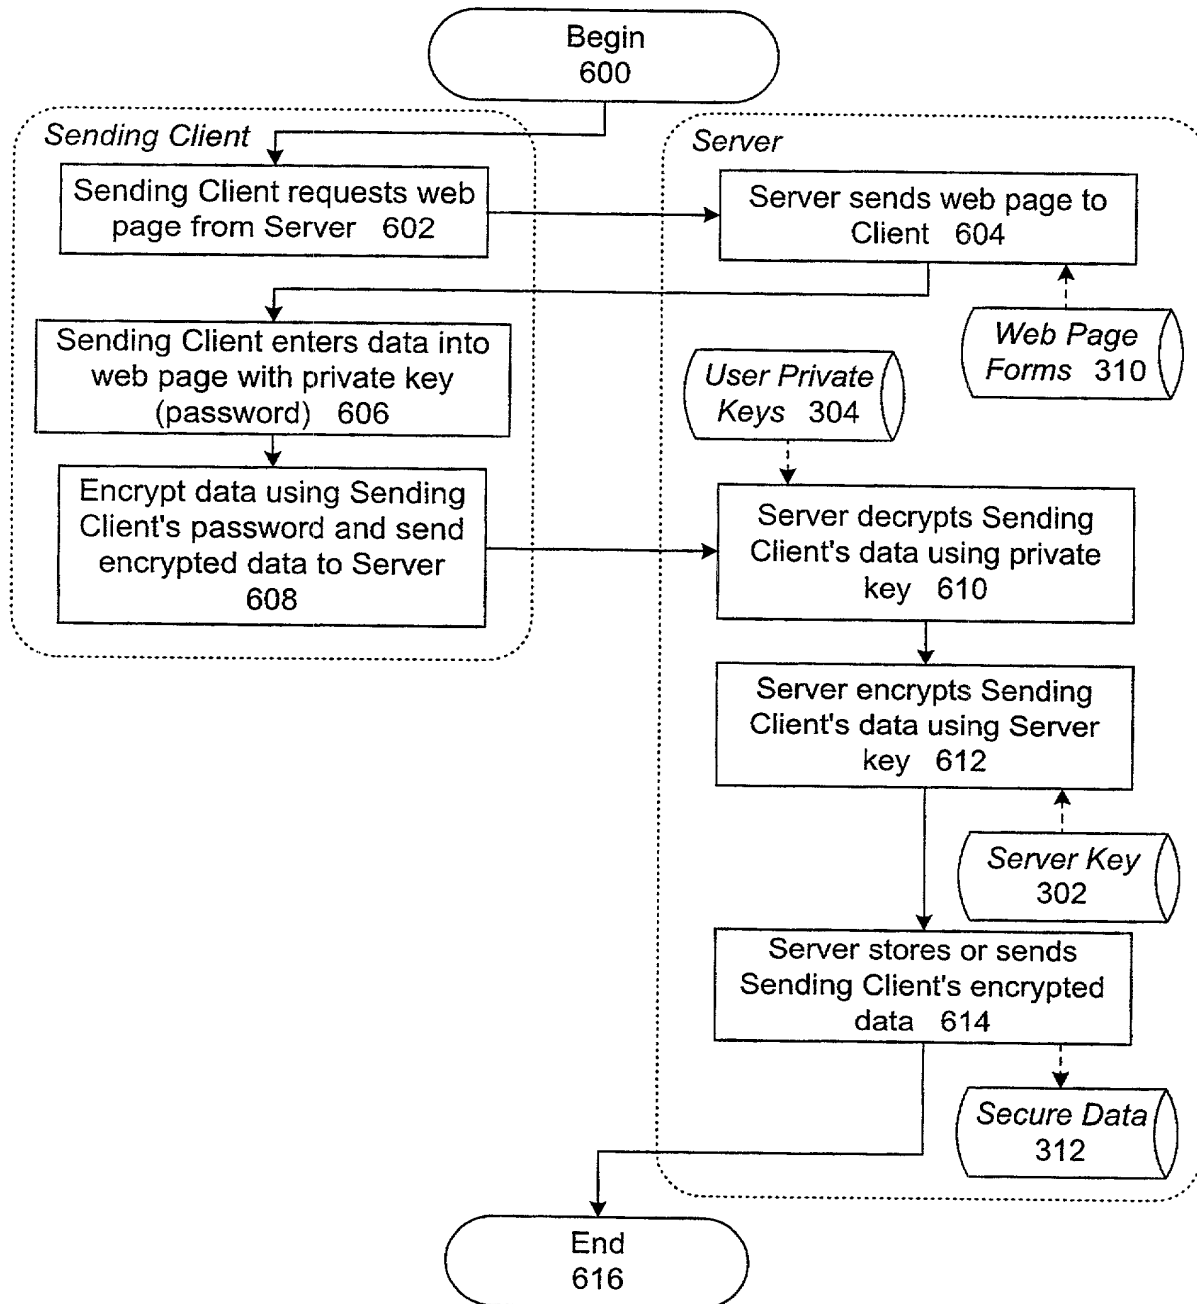 Begin
600
Sending Client
Server
Sending Client requests web
page from Server 602
Server sends web page to
Client 604
Web Page
Forms 310
Sending Client enters data into
web page with private key
(password) 606
User Private
Keys 304
Encrypt data using Sending
Client's password and send
encrypted data to Server
608
Server decrypts Sending
Client's data using private
key 610
Server encrypts Sending
Client's data using Server
key 612
Server Key
302
Server stores or sends
Sending Client's encrypted
data 614
Secure Data
312
End
616